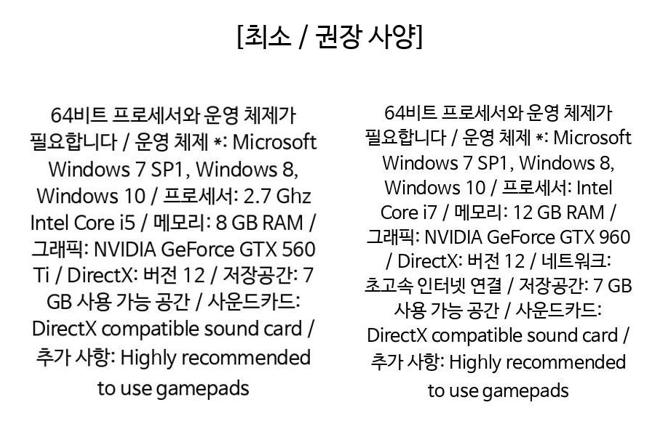 [최소 / 권장 사양]
64비트 프로세서와 운영 체제가
필요합니다 / 운영 체제 *: Microsoft
Windows 7 SP1, Windows 8,
Windows 10 / 프로세서: 2.7 Ghz
Intel Core i5 / 메모리: 8 GB RAM /
그래픽: NVIDIA GeForce GTX 560
Ti / DirectX: 버전 12 / 저장공간: 7
GB 사용 가능 공간 / 사운드카드:
DirectX compatible sound card /
추가 사항: Highly recommended
to use gamepads
64비트 프로세서와 운영 체제가
필요합니다 / 운영 체제 *: Microsoft
Windows 7 SP1, Windows 8,
Windows 10 / 프로세서: Intel
Core i7 / 메모리: 12 GB RAM /
그래픽: NVIDIA GeForce GTX 960
/ DirectX: 버전 12 / 네트워크:
초고속 인터넷 연결 / 저장공간: 7 GB
사용 가능 공간 / 사운드카드:
DirectX compatible sound card /
추가 사항: Highly recommended
to use gamepads